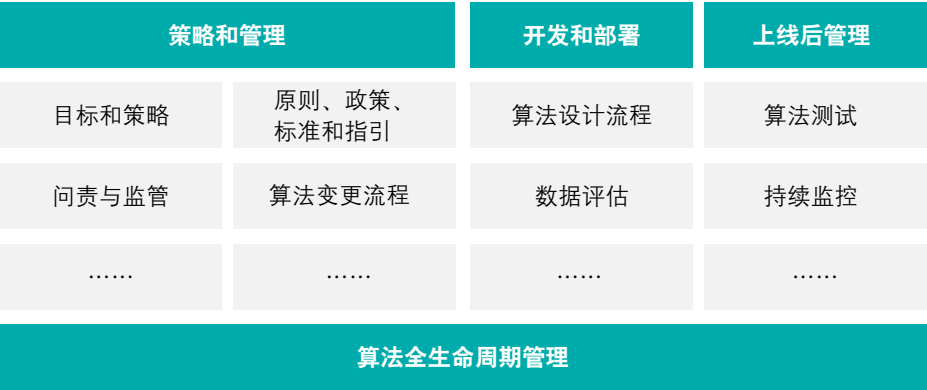 策略和管理
开发和部署
上线后管理
目标和策略
原则、政策、
标准和指引
算法设计流程
算法测试
问责与监管
算法变更流程
数据评估
持续监控
……
……
……
……
算法全生命周期管理